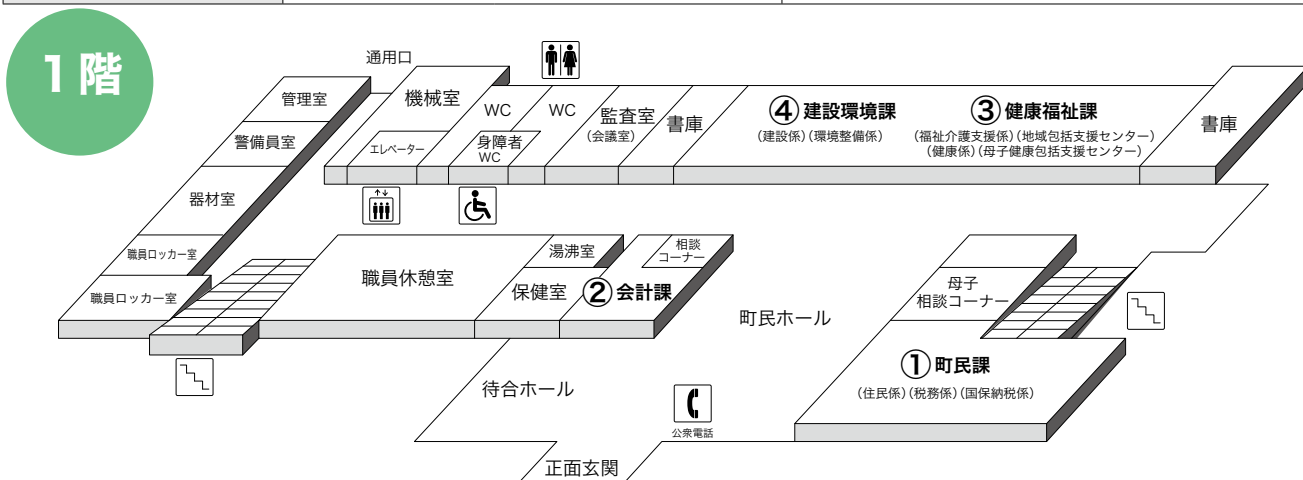 1階
通用口
管理室
警備員室
器材室
職員ロッカー室
職員ロッカー室
機械室
エレベーター
WC
WC
身障者
WC
監査室
(会議室)
書庫
④建設環境課
(建設係)(環境整備係)
③健康福祉課
(福祉介護支援係)(地域包括支援センター)
(健康係)(母子健康包括支援センター)
書庫
職員休憩室
湯沸室
保健室
②会計課
相談
コーナー
町民ホール
母子
相談コーナー
①町民課
(住民係)(税務係)(国保納税係)
待合ホール
公衆電話
正面玄関